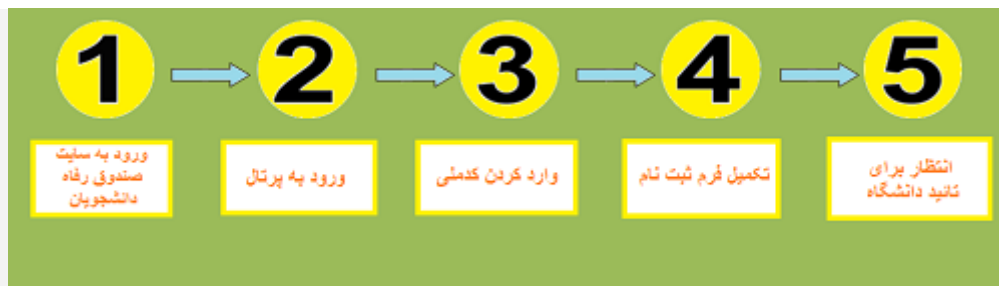 1
2
3
4
5
ورود به سایت
صندوق رفاه
دانشجویان
ورود به پرتال
وارد کردن کدملی
تکمیل فرم ثبت نام
انتظار برای
تائید دانشگاه